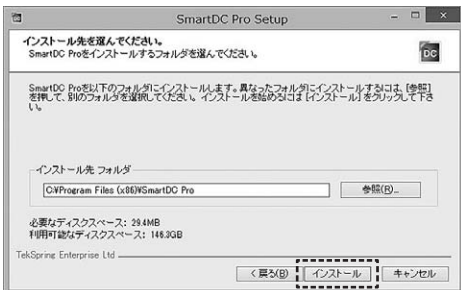 SmartDC Pro Setup
インストール先を選んでください。
SmartDC Proをインストールするフォルダを選んでください。
DC
SmartDC Proを以下のフォルダにインストールします。異なったフォルダにインストールするには、[参照]
を押して、別のフォルダを選択してください。インストールを始めるには [インストール] をクリックして下さ
い。
インストール先 フォルダ
C:¥Program Files (x86)¥SmartDC Pro
参照(R)...
必要なディスクスペース: 29.4MB
利用可能なディスクスペース: 146.3GB
TekSpring Enterprise Ltd
< 戻る(B)
インストール
キャンセル